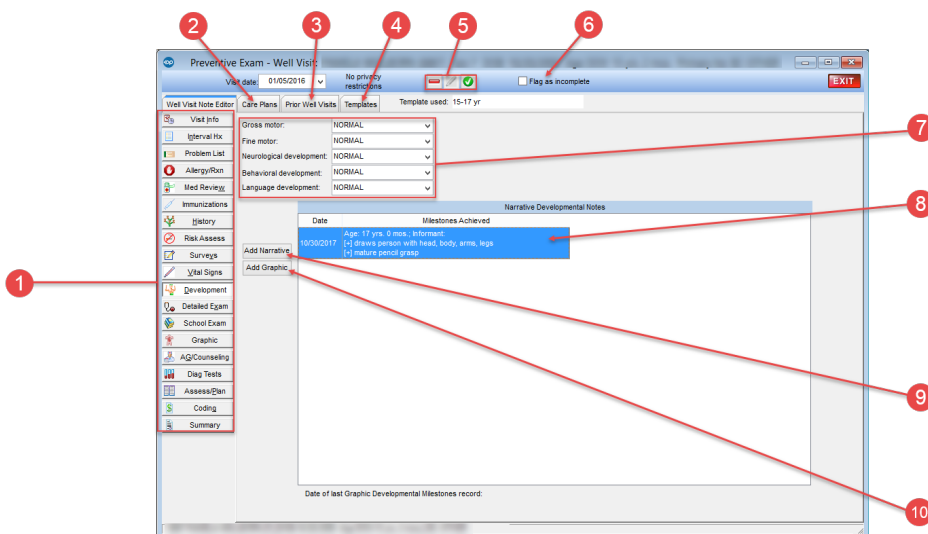 2
3
4
5
6
Preventive Exam - Well Visit
Visit date: 01/05/2016
No privacy
restrictions
Flag as incomplete
EXIT
Well Visit Note Editor
Care Plans
Prior Well Visits
Templates
Template used: 15-17 yr
Visit Info
Interval Hx
Problem List
Allergy/Rxn
Med Review
Immunizations
History
Risk Assess
Surveys
Vital Signs
Development
Detailed Exam
School Exam
Graphic
AG/Counseling
Diag Tests
Assess/Plan
Coding
Summary
1
Gross motor: NORMAL
Fine motor: NORMAL
Neurological development: NORMAL
Behavioral development: NORMAL
Language development: NORMAL
7
Narrative Developmental Notes
Date Milestones Achieved
8
Age: 17 yrs. 0 mos.; Informant:
10/30/2017 [+] draws person with head, body, arms, legs
[+] mature pencil grasp
Add Narrative
Add Graphic
9
Date of last Graphic Developmental Milestones record:
10